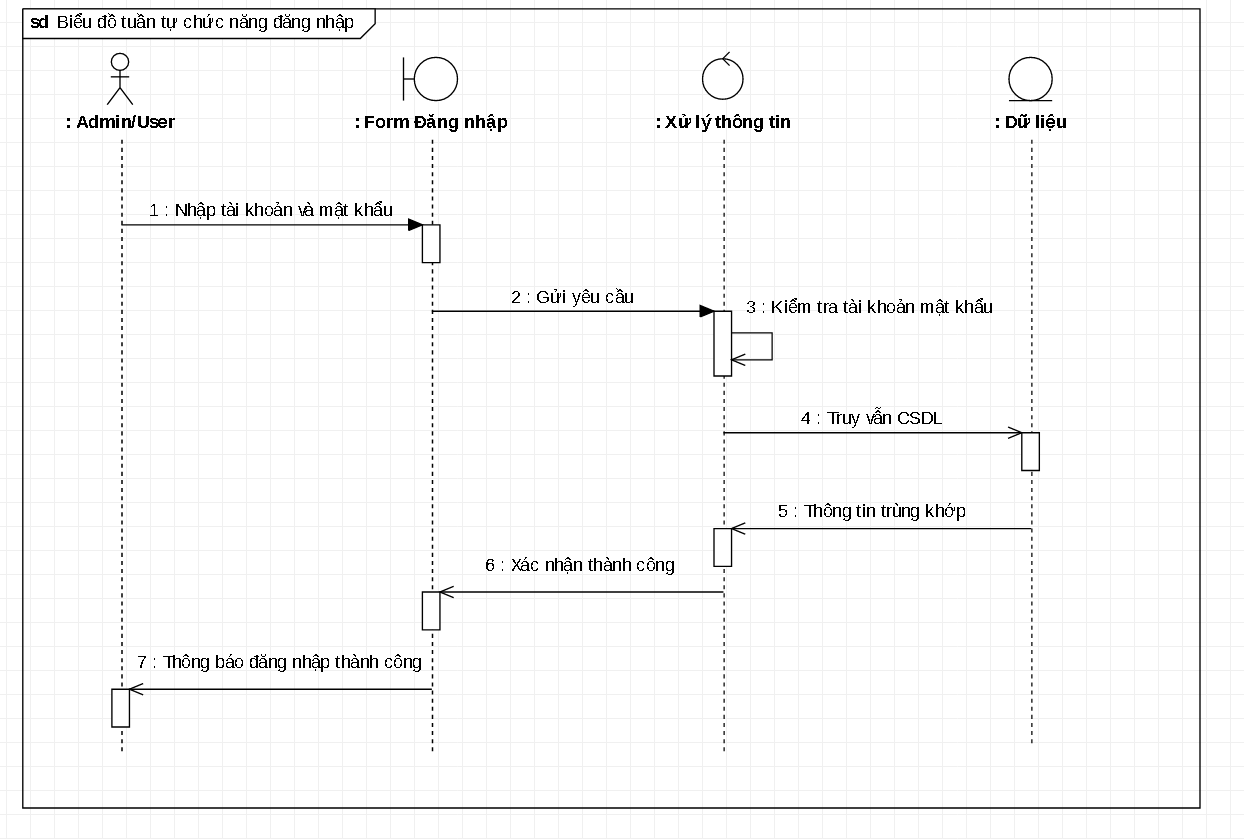 sd Biểu đồ tuần tự chức năng đăng nhập
: Admin/User
: Form Đăng nhập
: Xử lý thông tin
: Dữ liệu
1 : Nhập tài khoản và mật khẩu
2 : Gửi yêu cầu
3 : Kiểm tra tài khoản mật khẩu
4 : Truy vẫn CSDL
5 : Thông tin trùng khớp
6 : Xác nhận thành công
7 : Thông báo đăng nhập thành công